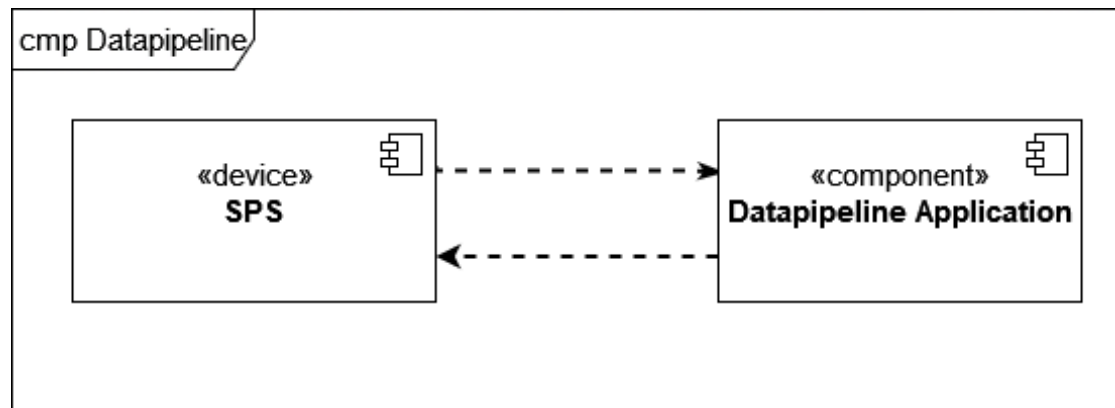 cmp Datapipeline
«device»
SPS
«component»
Datapipeline Application